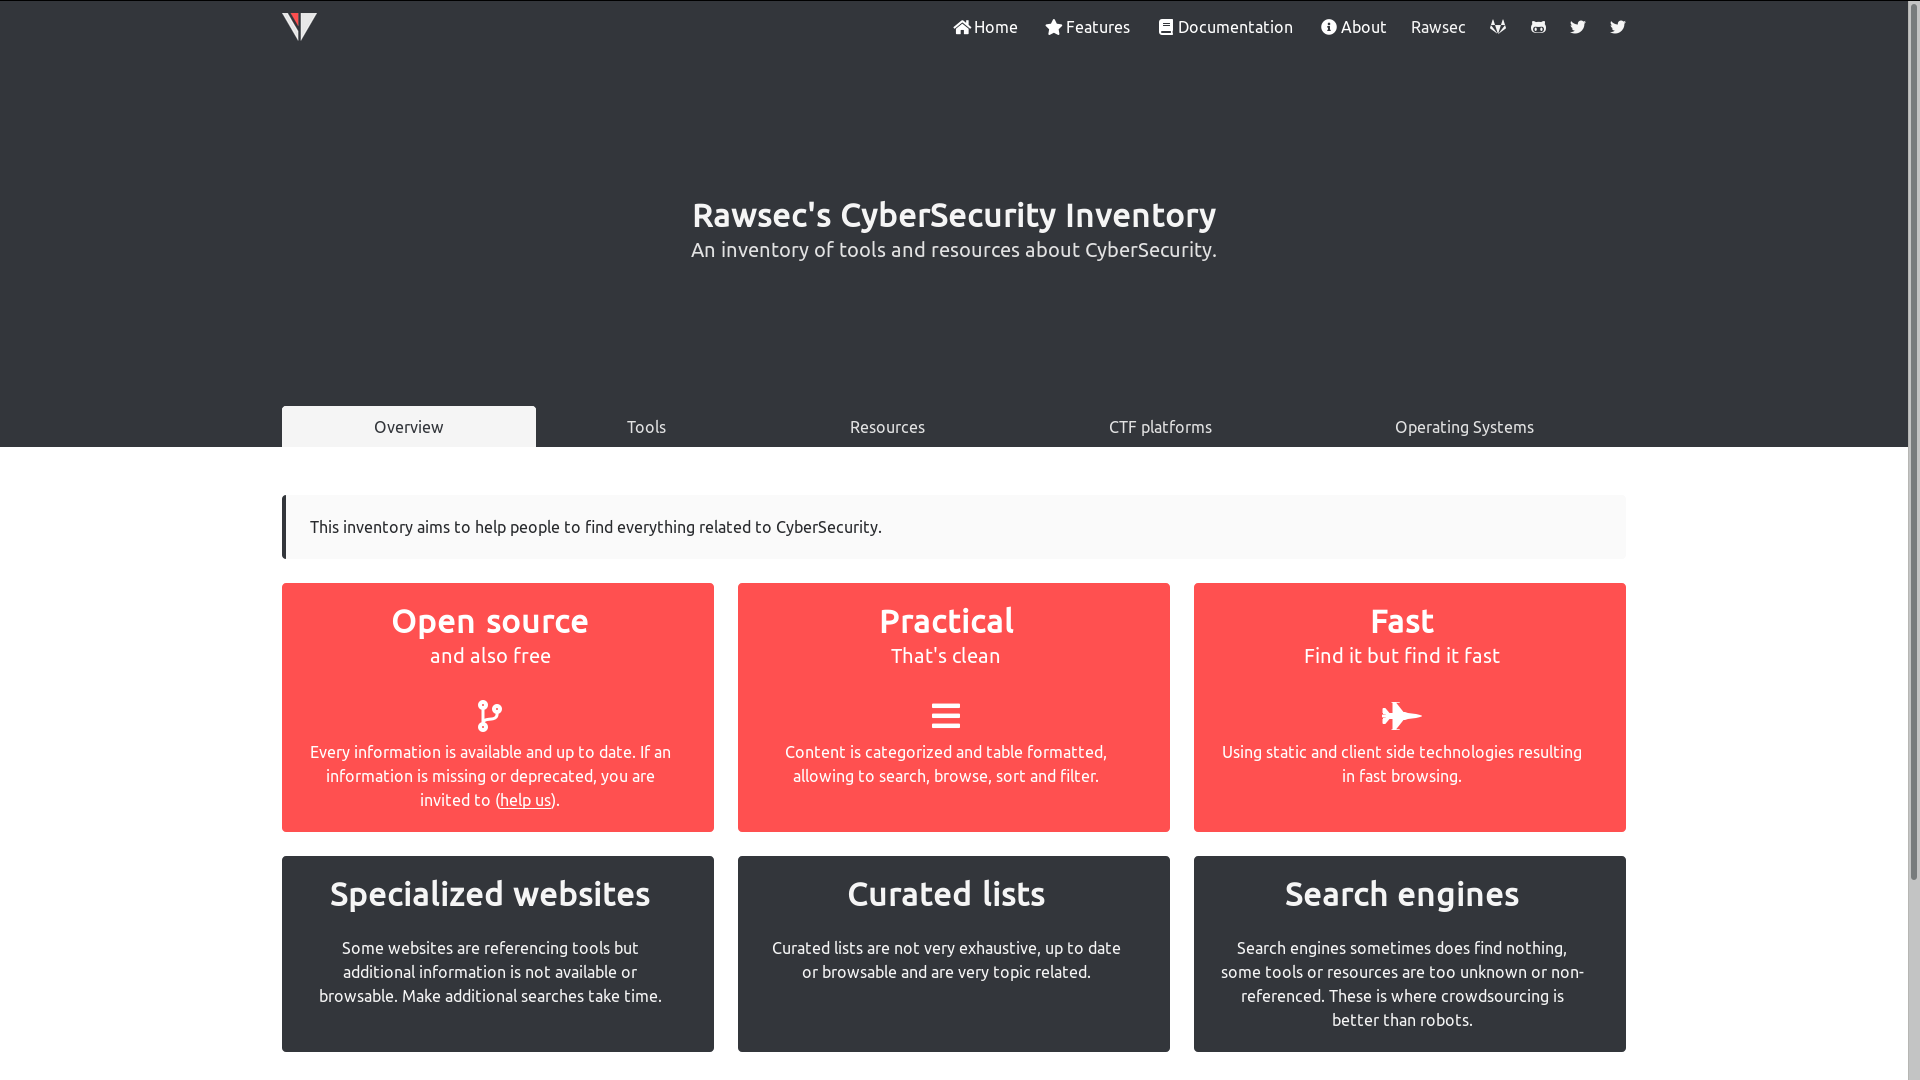 Home Features Documentation About Rawsec
Rawsec's CyberSecurity Inventory
An inventory of tools and resources about CyberSecurity.
Overview Tools Resources CTF platforms Operating Systems
This inventory aims to help people to find everything related to CyberSecurity.
Open source
and also free
Every information is available and up to date. If an
information is missing or deprecated, you are
invited to (help us).
Practical
That's clean
Content is categorized and table formatted,
allowing to search, browse, sort and filter.
Fast
Find it but find it fast
Using static and client side technologies resulting
in fast browsing.
Specialized websites
Some websites are referencing tools but
additional information is not available or
browsable. Make additional searches take time.
Curated lists
Curated lists are not very exhaustive, up to date
or browsable and are very topic related.
Search engines
Search engines sometimes does find nothing,
some tools or resources are too unknown or non-
referenced. These is where crowdsourcing is
better than robots.